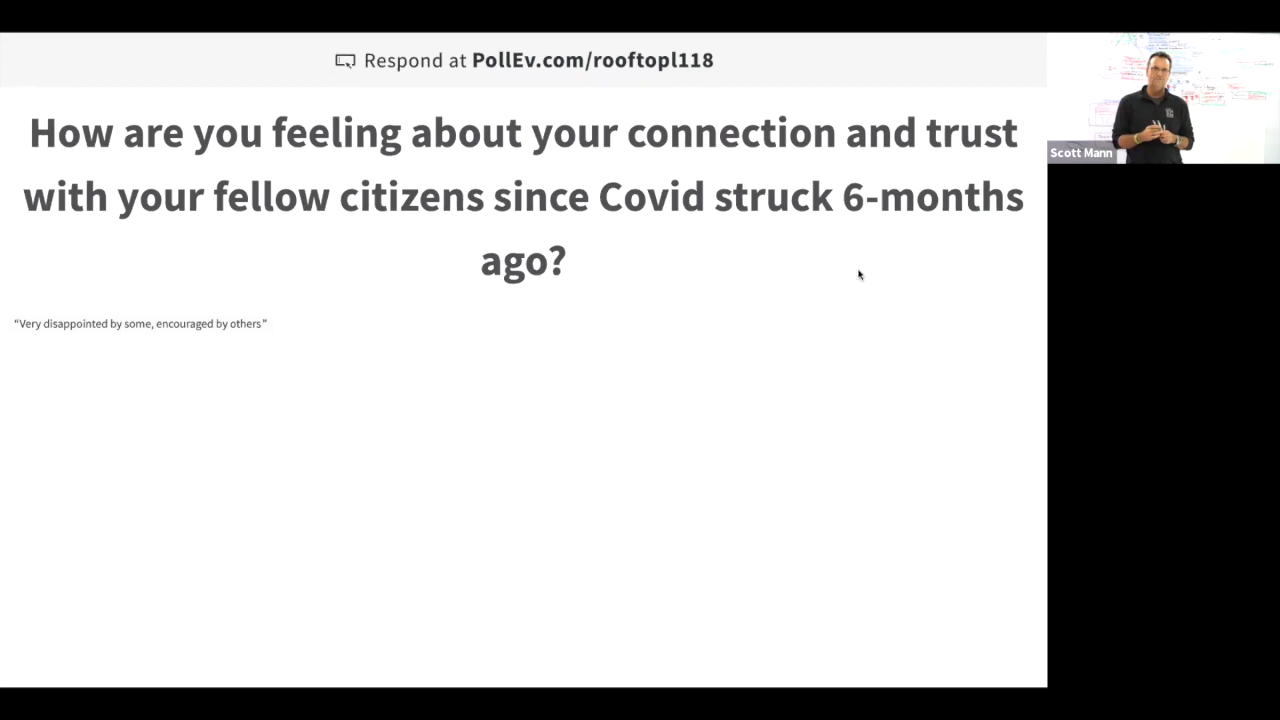 Respond at PollEv.com/rooftopl118
How are you feeling about your connection and trust
with your fellow citizens since Covid struck 6-months
ago?
"Very disappointed by some, encouraged by others"
Scott Mann